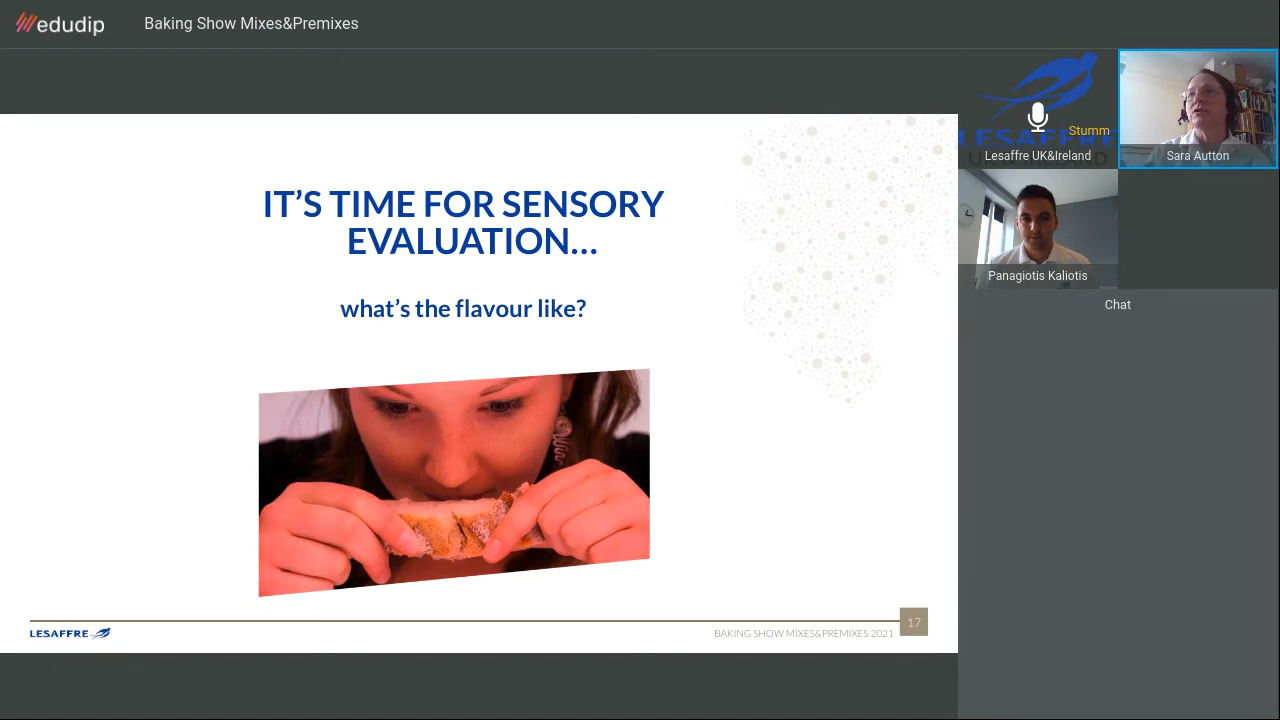 edudip
Baking Show Mixes&Premixes
IT'S TIME FOR SENSORY
EVALUATION...
what's the flavour like?
LESAFFRE
BAKING SHOW MIXES&PREMIXES 2021
17
LESAFFRE
Stumm
Lesaffre UK&Ireland
Sara Autton
Panagiotis Kaliotis
Chat